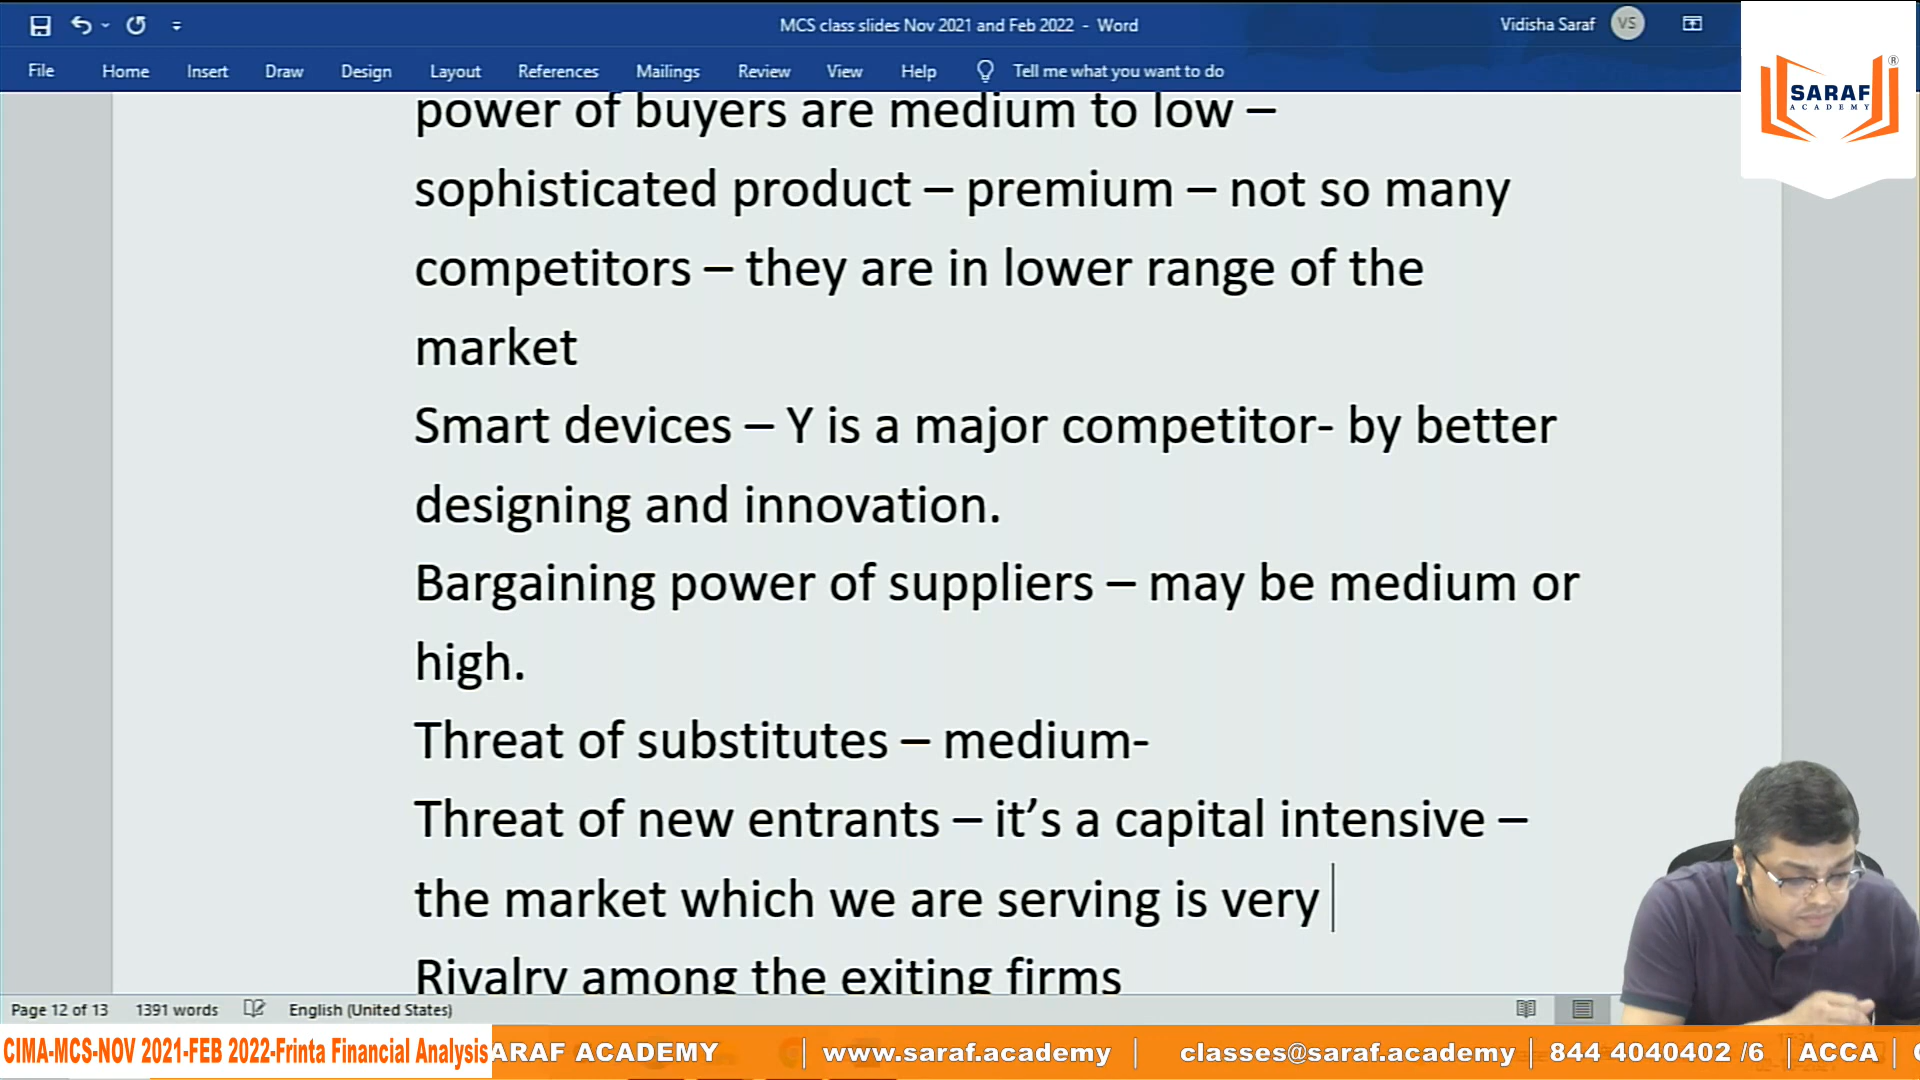 MCS class slides Nov 2021 and Feb 2022 - Word
Vidisha Saraf VS
File Home Insert Draw Design Layout References Mailings Review View Help Tell me what you want to do
SARAF ®
ACADEMY
power of buyers are medium to low –
sophisticated product – premium – not so many
competitors – they are in lower range of the
market
Smart devices – Y is a major competitor- by better
designing and innovation.
Bargaining power of suppliers – may be medium or
high.
Threat of substitutes – medium-
Threat of new entrants – it’s a capital intensive –
the market which we are serving is very
Rivalry among the exiting firms
Page 12 of 13 1391 words English (United States)
CIMA-MCS-NOV 2021-FEB 2022-Frinta Financial Analysis
ARAF ACADEMY | www.saraf.academy | classes@saraf.academy | 844 4040402 /6 | ACCA |